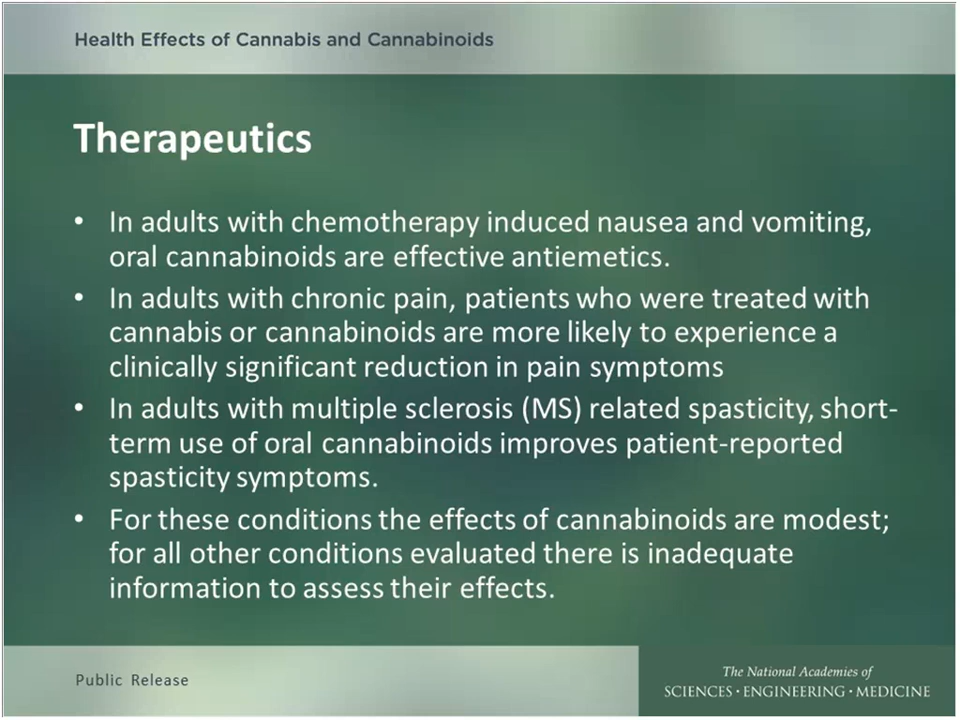 Health Effects of Cannabis and Cannabinoids
Therapeutics
• In adults with chemotherapy induced nausea and vomiting,
oral cannabinoids are effective antiemetics.
• In adults with chronic pain, patients who were treated with
cannabis or cannabinoids are more likely to experience a
clinically significant reduction in pain symptoms
• In adults with multiple sclerosis (MS) related spasticity, short-
term use of oral cannabinoids improves patient-reported
spasticity symptoms.
• For these conditions the effects of cannabinoids are modest;
for all other conditions evaluated there is inadequate
information to assess their effects.
Public Release
The National Academies of
SCIENCES • ENGINEERING • MEDICINE